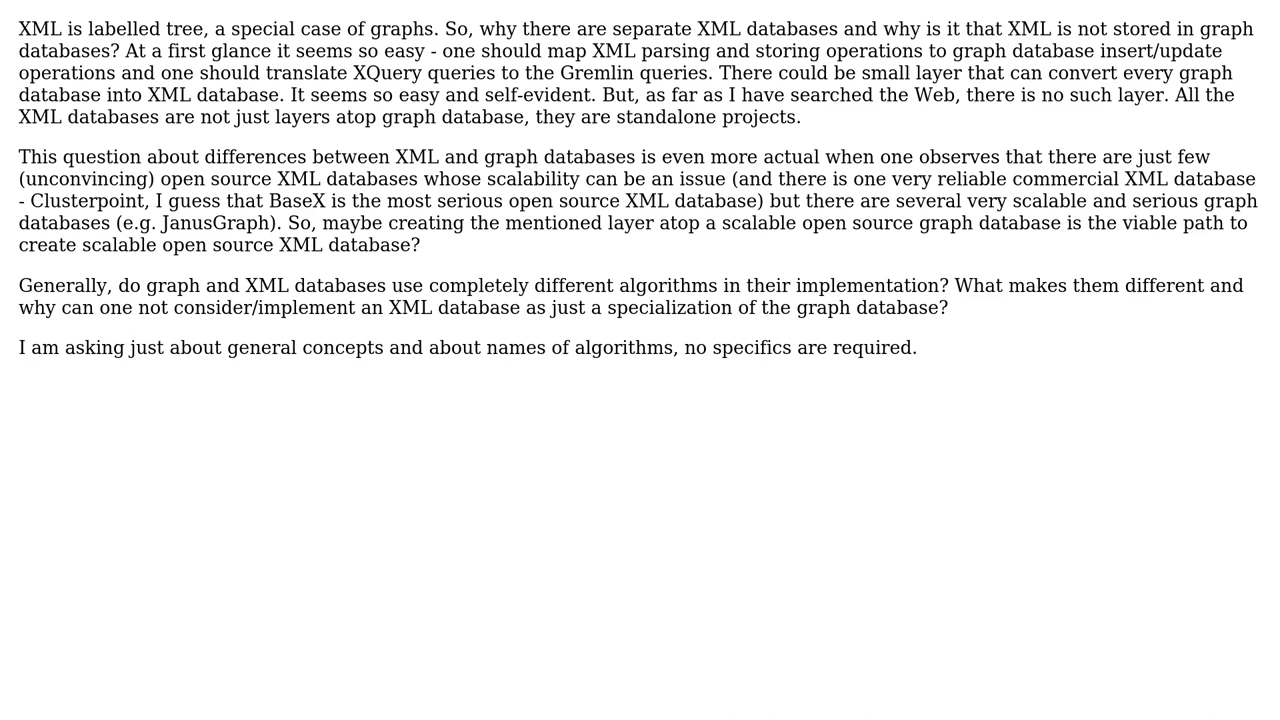 XML is labelled tree, a special case of graphs. So, why there are separate XML databases and why is it that XML is not stored in graph
databases? At a first glance it seems so easy - one should map XML parsing and storing operations to graph database insert/update
operations and one should translate XQuery queries to the Gremlin queries. There could be small layer that can convert every graph
database into XML database. It seems so easy and self-evident. But, as far as I have searched the Web, there is no such layer. All the
XML databases are not just layers atop graph database, they are standalone projects.
This question about differences between XML and graph databases is even more actual when one observes that there are just few
(unconvincing) open source XML databases whose scalability can be an issue (and there is one very reliable commercial XML database
- Clusterpoint, I guess that BaseX is the most serious open source XML database) but there are several very scalable and serious graph
databases (e.g. JanusGraph). So, maybe creating the mentioned layer atop a scalable open source graph database is the viable path to
create scalable open source XML database?
Generally, do graph and XML databases use completely different algorithms in their implementation? What makes them different and
why can one not consider/implement an XML database as just a specialization of the graph database?
I am asking just about general concepts and about names of algorithms, no specifics are required.